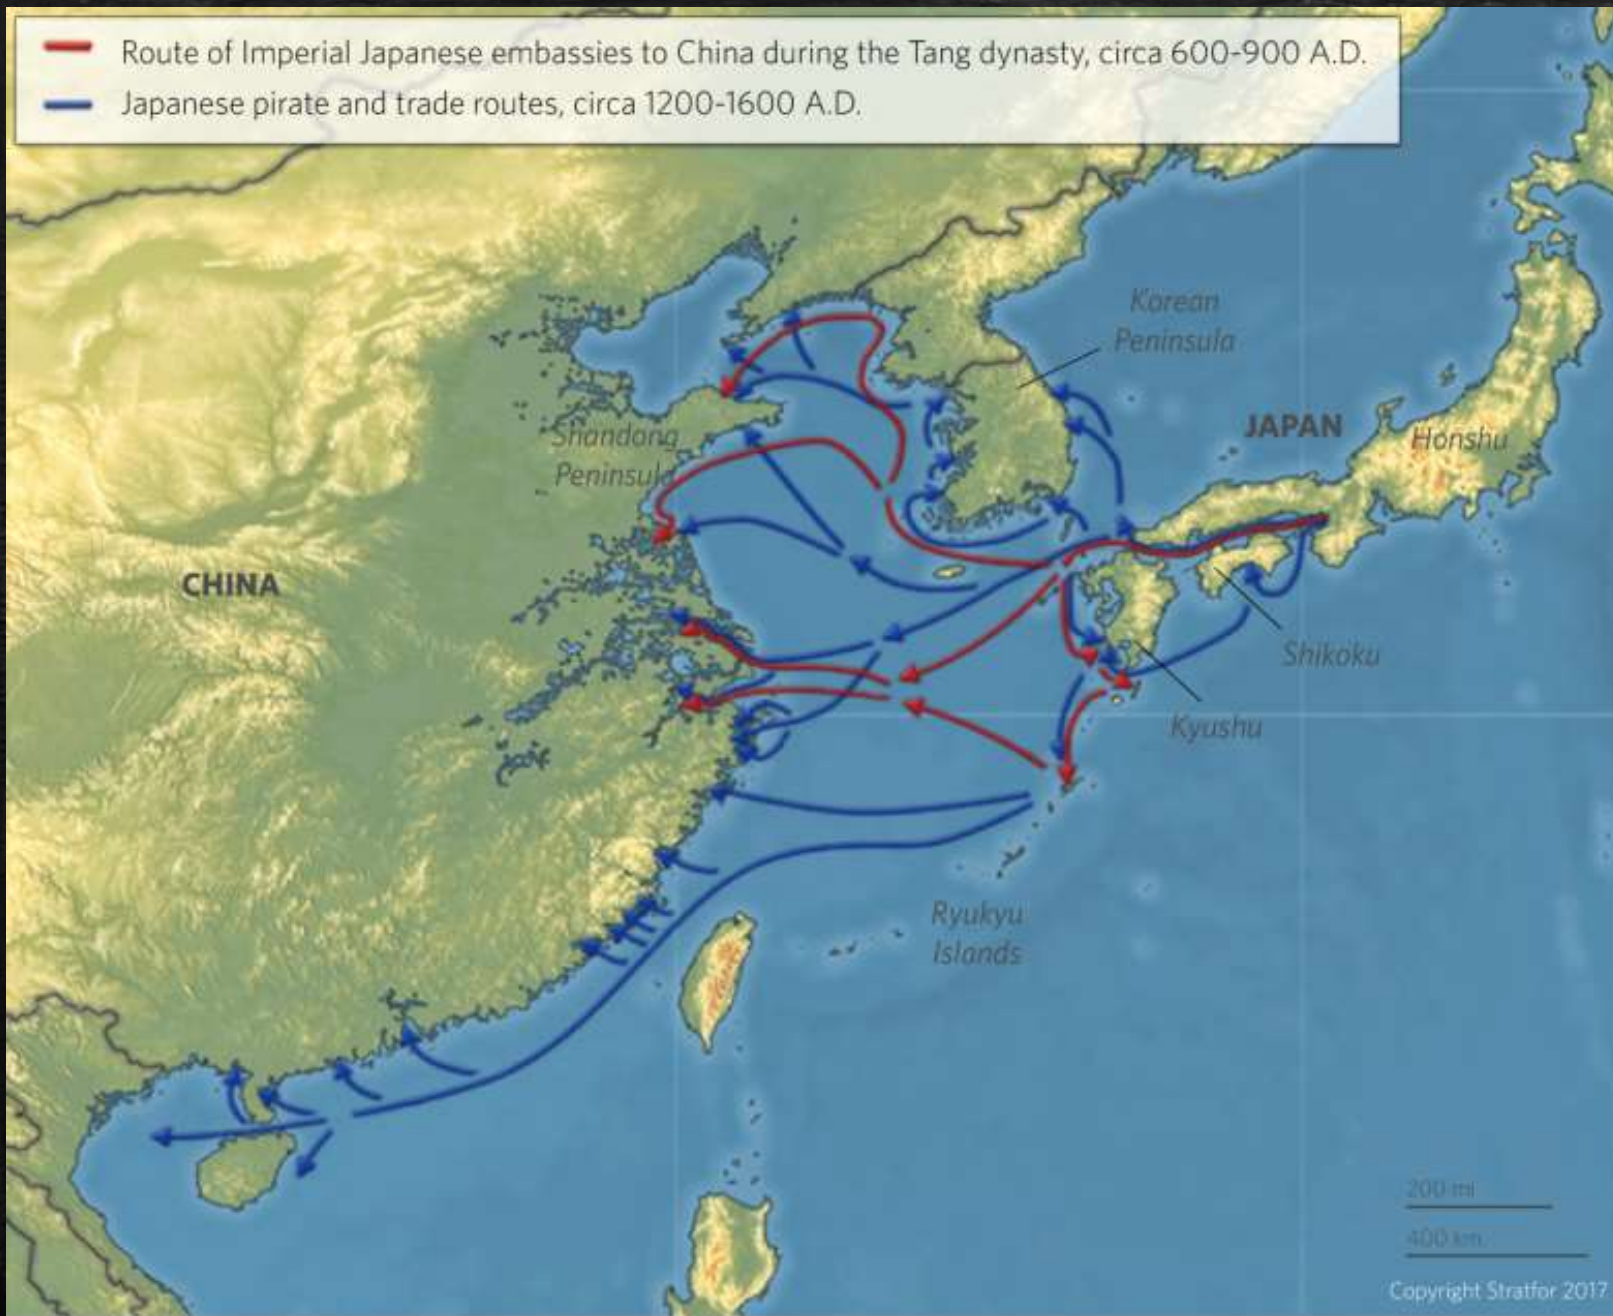 Route of Imperial Japanese embassies to China during the Tang dynasty, circa 600-900 A.D.
Japanese pirate and trade routes, circa 1200-1600 A.D.
Korean
Peninsula
JAPAN
Honshu
Shandong
Peninsula
CHINA
Shikoku
Kyushu
Ryukyu
Islands
200 mi
400 km
Copyright Stratfor 2017